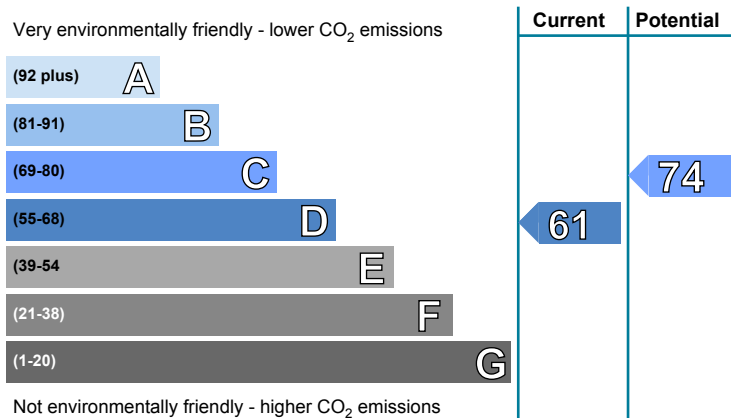 Very environmentally friendly - lower CO2 emissions
Current
Potential
(92 plus) A
(81-91) B
(69-80) C
74
(55-68) D
61
(39-54 E
(21-38) F
(1-20) G
Not environmentally friendly - higher CO2 emissions